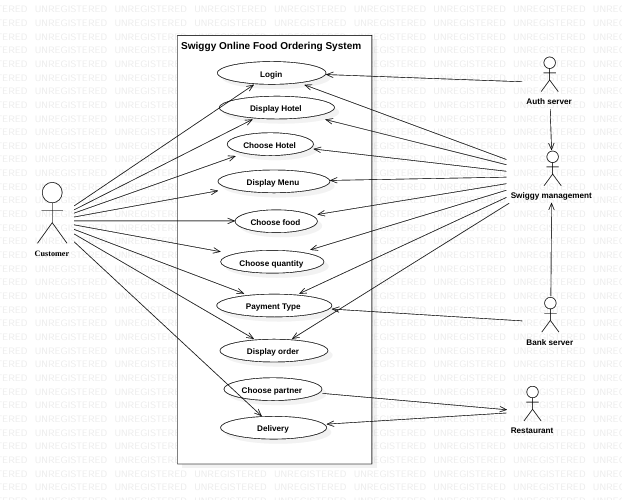 Swiggy Online Food Ordering System
Login
Display Hotel
Choose Hotel
Display Menu
Choose food
Choose quantity
Payment Type
Display order
Choose partner
Delivery
Customer
Auth server
Swiggy management
Bank server
Restaurant
UNREGISTERED